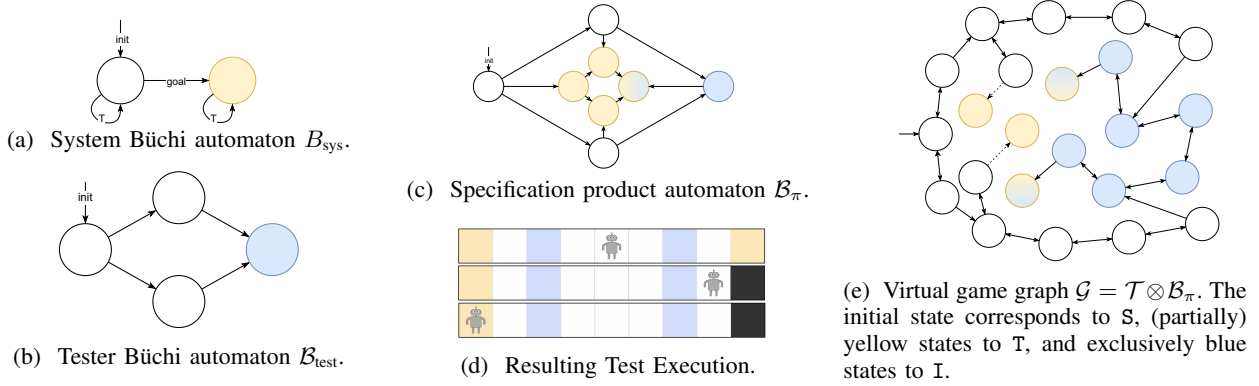 init
goal
T
T
(a) System Büchi automaton B_sys.
init
(b) Tester Büchi automaton 𝓑_test.
init
(c) Specification product automaton 𝓑_π.
(d) Resulting Test Execution.
(e) Virtual game graph 𝒢 = 𝒯 ⊗ 𝓑_π. The
initial state corresponds to S, (partially)
yellow states to T, and exclusively blue
states to I.